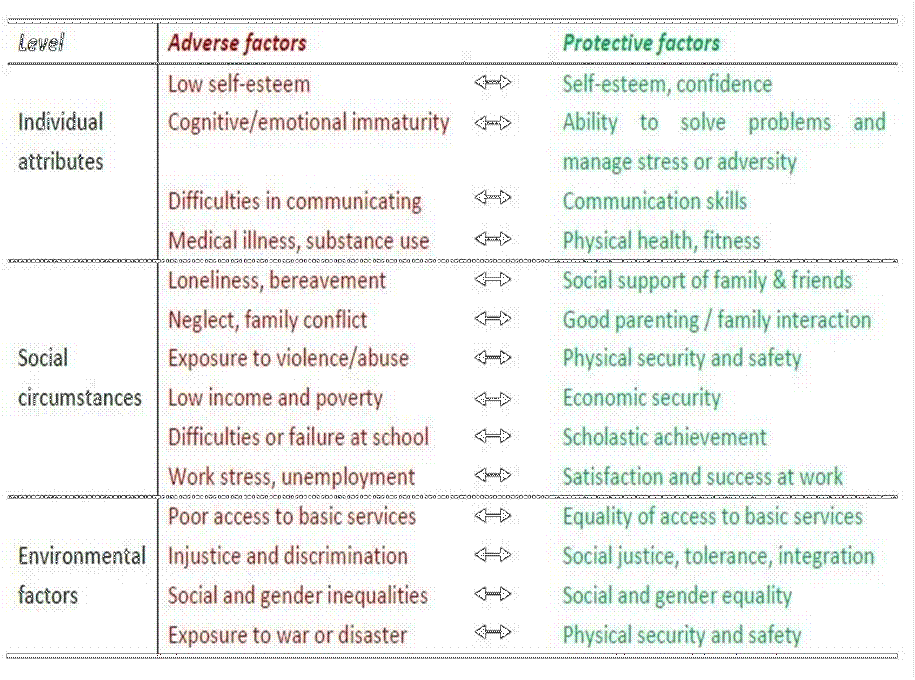 Level Adverse factors Protective factors
Low self-esteem Self-esteem, confidence
Individual Cognitive/emotional immaturity Ability to solve problems and
attributes manage stress or adversity
Difficulties in communicating Communication skills
Medical illness, substance use Physical health, fitness
Loneliness, bereavement Social support of family & friends
Neglect, family conflict Good parenting / family interaction
Social Exposure to violence/abuse Physical security and safety
circumstances Low income and poverty Economic security
Difficulties or failure at school Scholastic achievement
Work stress, unemployment Satisfaction and success at work
Poor access to basic services Equality of access to basic services
Environmental Injustice and discrimination Social justice, tolerance, integration
factors Social and gender inequalities Social and gender equality
Exposure to war or disaster Physical security and safety